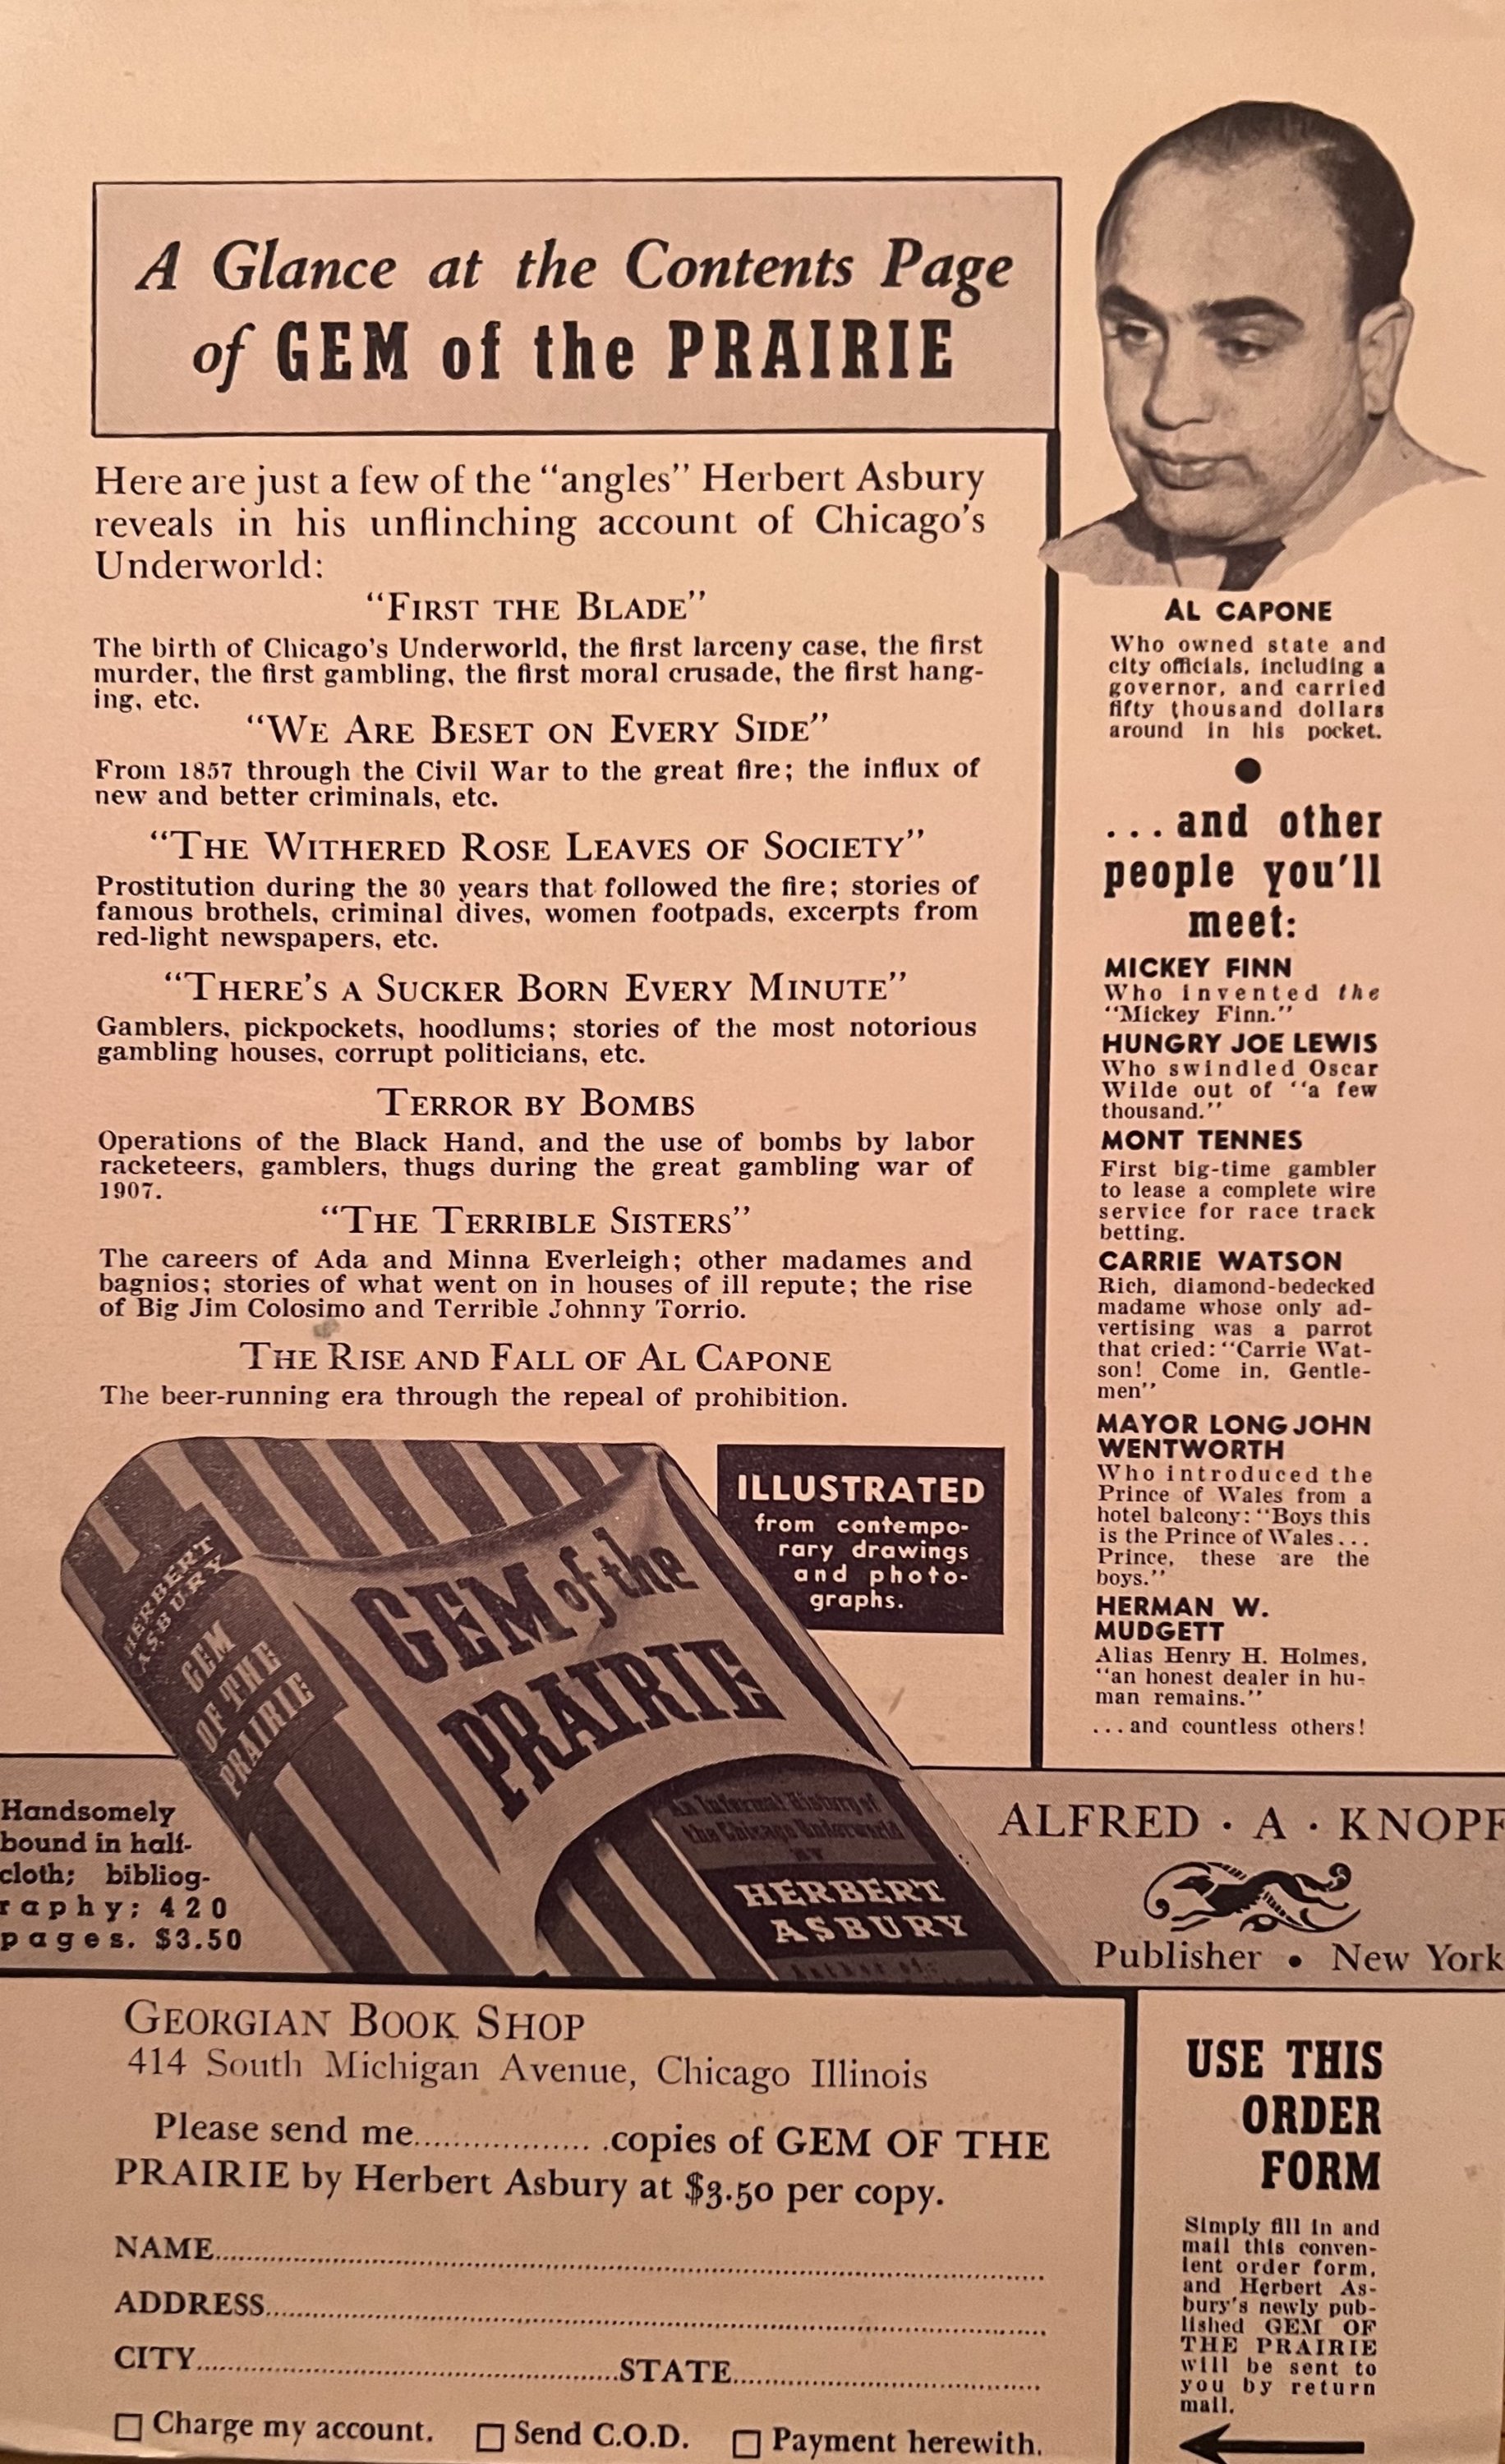 A Glance at the Contents Page
of GEM of the PRAIRIE
Here are just a few of the “angles” Herbert Asbury
reveals in his unflinching account of Chicago’s
Underworld:
“FIRST THE BLADE”
The birth of Chicago’s Underworld, the first larceny case, the first
murder, the first gambling, the first moral crusade, the first hang-
ing, etc.
“WE ARE BESET ON EVERY SIDE”
From 1857 through the Civil War to the great fire; the influx of
new and better criminals, etc.
“THE WITHERED ROSE LEAVES OF SOCIETY”
Prostitution during the 30 years that followed the fire; stories of
famous brothels, criminal dives, women footpads, excerpts from
red-light newspapers, etc.
“THERE’S A SUCKER BORN EVERY MINUTE”
Gamblers, pickpockets, hoodlums; stories of the most notorious
gambling houses, corrupt politicians, etc.
TERROR BY BOMBS
Operations of the Black Hand, and the use of bombs by labor
racketeers, gamblers, thugs during the great gambling war of
1907.
“THE TERRIBLE SISTERS”
The careers of Ada and Minna Everleigh; other madames and
bagnios; stories of what went on in houses of ill repute; the rise
of Big Jim Colosimo and Terrible Johnny Torrio.
THE RISE AND FALL OF AL CAPONE
The beer-running era through the repeal of prohibition.
AL CAPONE
Who owned state and
city officials, including a
governor, and carried
fifty thousand dollars
around in his pocket.
...and other
people you’ll
meet:
MICKEY FINN
Who invented the
“Mickey Finn.”
HUNGRY JOE LEWIS
Who swindled Oscar
Wilde out of “a few
thousand.”
MONT TENNES
First big-time gambler
to lease a complete wire
service for race track
betting.
CARRIE WATSON
Rich, diamond-bedecked
madame whose only ad-
vertising was a parrot
that cried: “Carrie Wat-
son! Come in, Gentle-
men”
MAYOR LONG JOHN
WENTWORTH
Who introduced the
Prince of Wales from a
hotel balcony: “Boys this
is the Prince of Wales...
Prince, these are the
boys.”
HERMAN W.
MUDGETT
Alias Henry H. Holmes,
“an honest dealer in hu-
man remains.”
...and countless others!
ILLUSTRATED
from contempo-
rary drawings
and photo-
graphs.
HERBERT
ASBURY
GEM
OF THE
PRAIRIE
GEM of the
PRAIRIE
An Informal History of
the Chicago Underworld
BY
HERBERT
ASBURY
Author of:
Handsomely
bound in half-
cloth; bibliog-
raphy; 420
pages. $3.50
ALFRED · A · KNOPF
Publisher • New York
GEORGIAN BOOK SHOP
414 South Michigan Avenue, Chicago Illinois
Please send me.................. .copies of GEM OF THE
PRAIRIE by Herbert Asbury at $3.50 per copy.
NAME..........
ADDRESS..........
CITY..........STATE..........
Charge my account. Send C.O.D. Payment herewith.
USE THIS
ORDER
FORM
Simply fill in and
mail this conven-
ient order form,
and Herbert As-
bury’s newly pub-
lished GEM OF
THE PRAIRIE
will be sent to
you by return
mail.